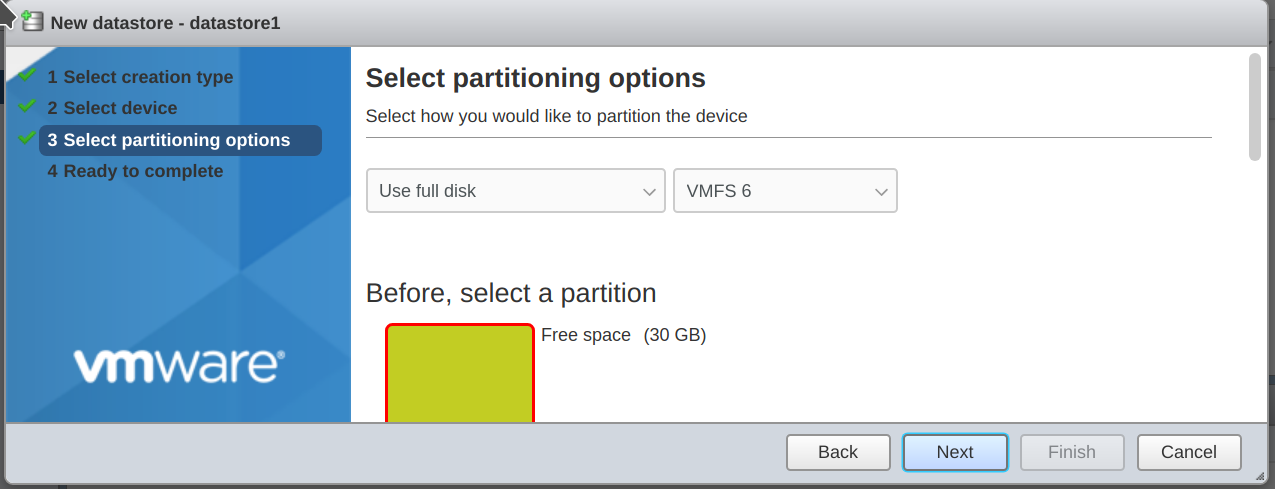 New datastore - datastore1
1 Select creation type
2 Select device
3 Select partitioning options
4 Ready to complete
vmware®
Select partitioning options
Select how you would like to partition the device
Use full disk
VMFS 6
Before, select a partition
Free space (30 GB)
Back
Next
Finish
Cancel